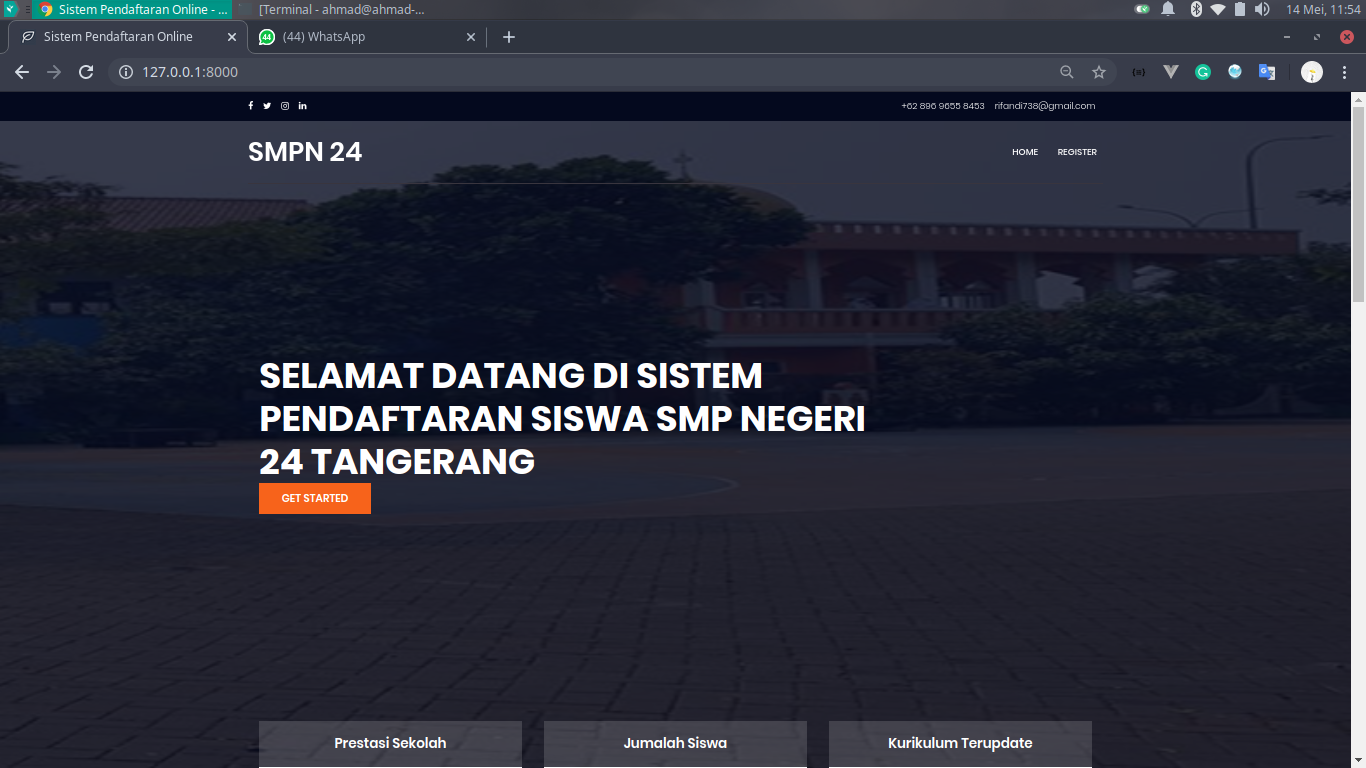 Sistem Pendaftaran Online - ...
[Terminal - ahmad@ahmad-...
14 Mei, 11:54
Sistem Pendaftaran Online
44
(44) WhatsApp
127.0.0.1:8000
+62 896 9655 8453
rifandi738@gmail.com
SMPN 24
HOME
REGISTER
SELAMAT DATANG DI SISTEM
PENDAFTARAN SISWA SMP NEGERI
24 TANGERANG
GET STARTED
Prestasi Sekolah
Jumalah Siswa
Kurikulum Terupdate